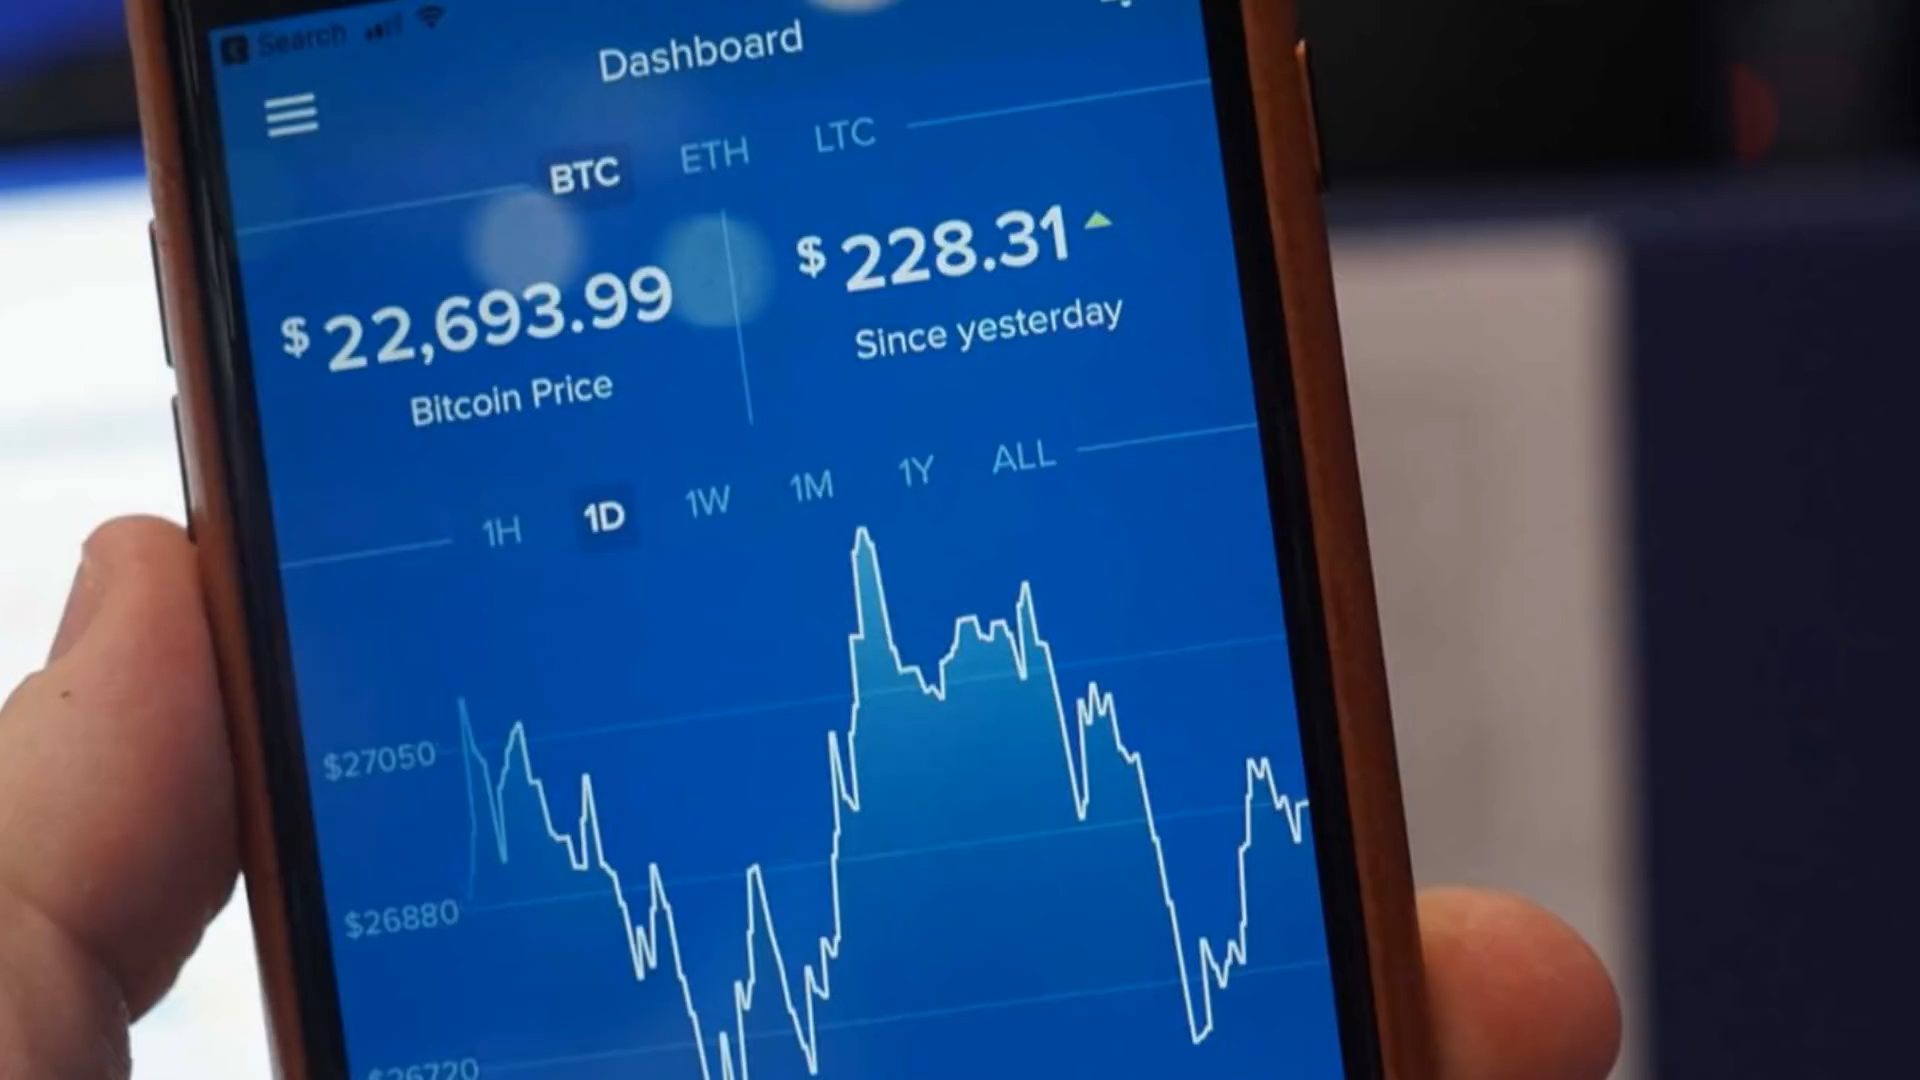 Search
Dashboard
BTC ETH LTC
$ 22,693.99
Bitcoin Price
$ 228.31
Since yesterday
1H 1D 1W 1M 1Y ALL
$27050
$26880
$26720